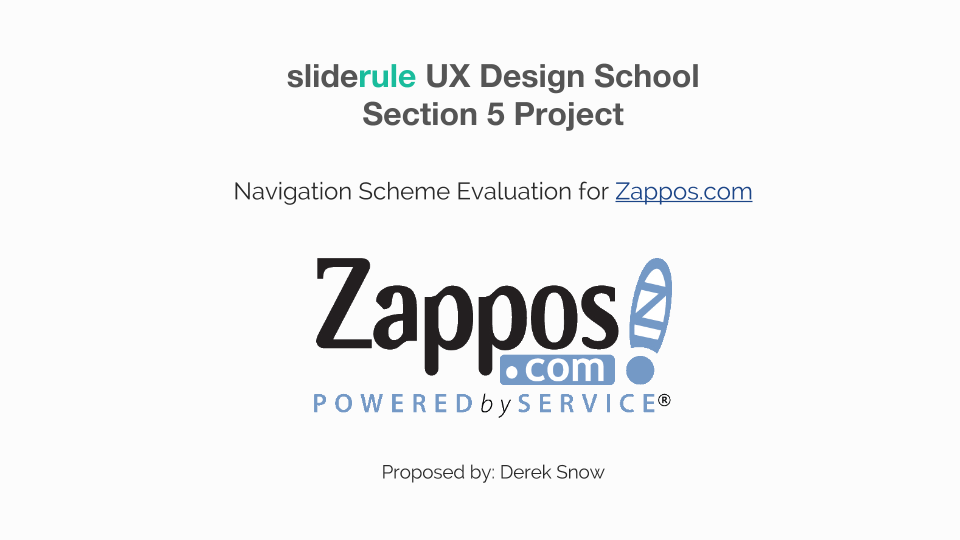 sliderule UX Design School
Section 5 Project
Navigation Scheme Evaluation for Zappos.com
Zappos
.com
POWERED by SERVICE®
Proposed by: Derek Snow